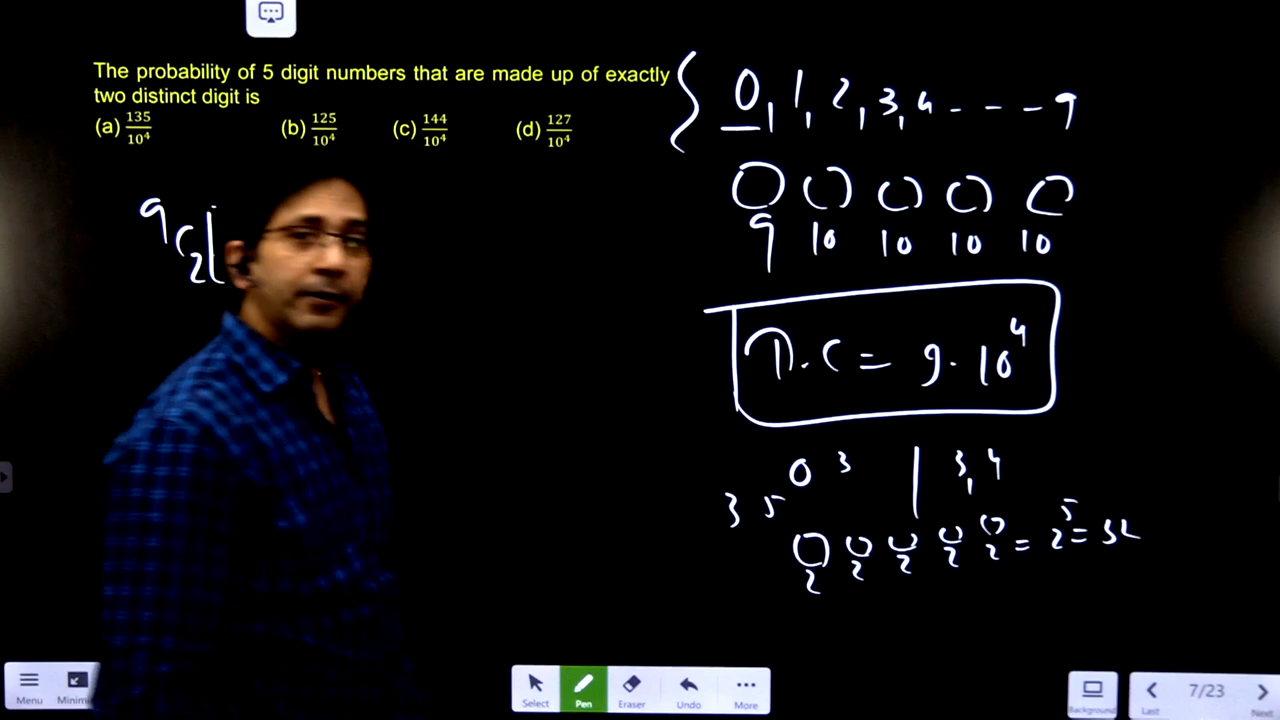 The probability of 5 digit numbers that are made up of exactly
two distinct digit is
(a) 135/10⁴ (b) 125/10⁴ (c) 144/10⁴ (d) 127/10⁴
0, 1, 2, 3, 4 - - - 9
9 10 10 10 10
⁹C₂
T.C = 9·10⁴
0 3 | 3, 4
3 5
2 2 2 2 2 = 2⁵ = 32
Menu
Select Pen Eraser Undo More
Background
Last 7/23 Next